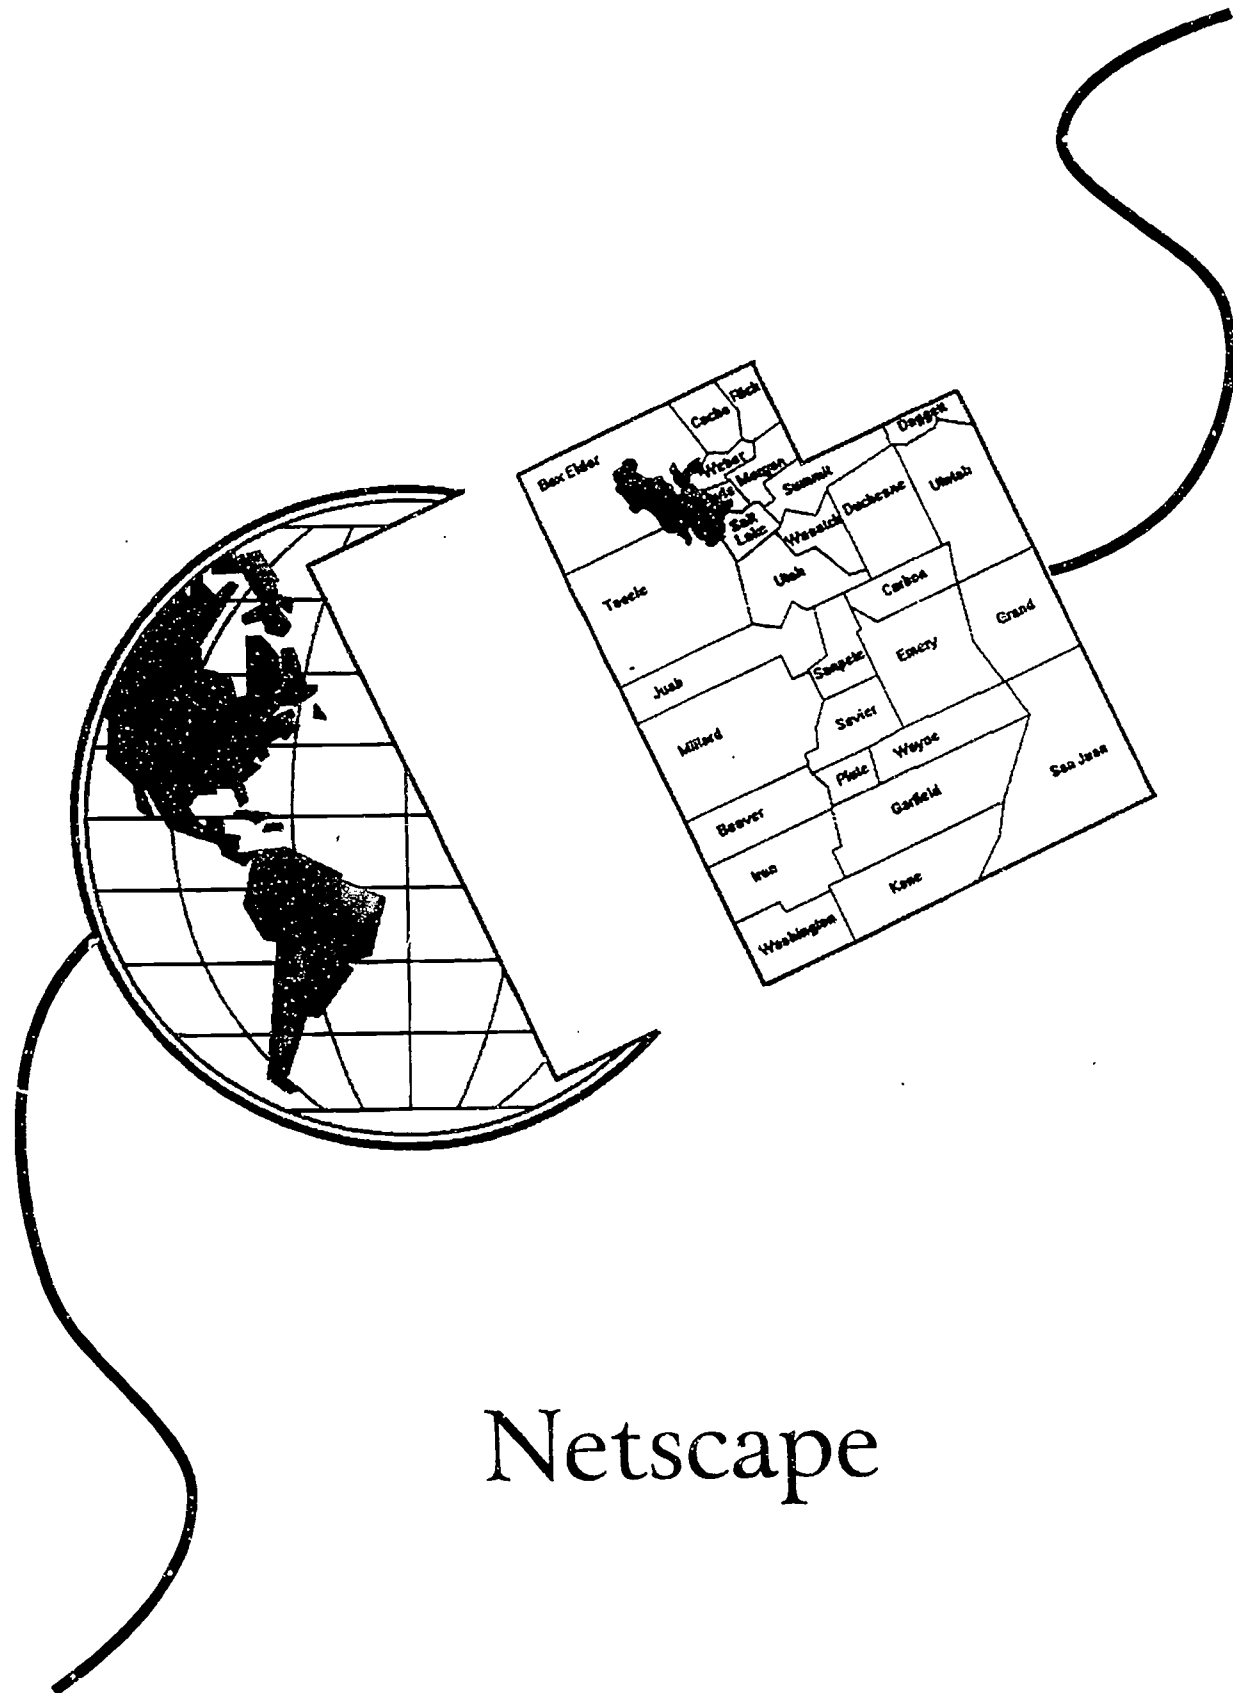 Cache
Rich
Daggett
Box Elder
Weber
Morgan
Summit
Duchesne
Uintah
Salt
Lake
Wasatch
Utah
Tooele
Carbon
Grand
Sanpete
Emery
Juab
Sevier
Millard
Wayne
San Juan
Piute
Garfield
Beaver
Iron
Kane
Washington
Netscape